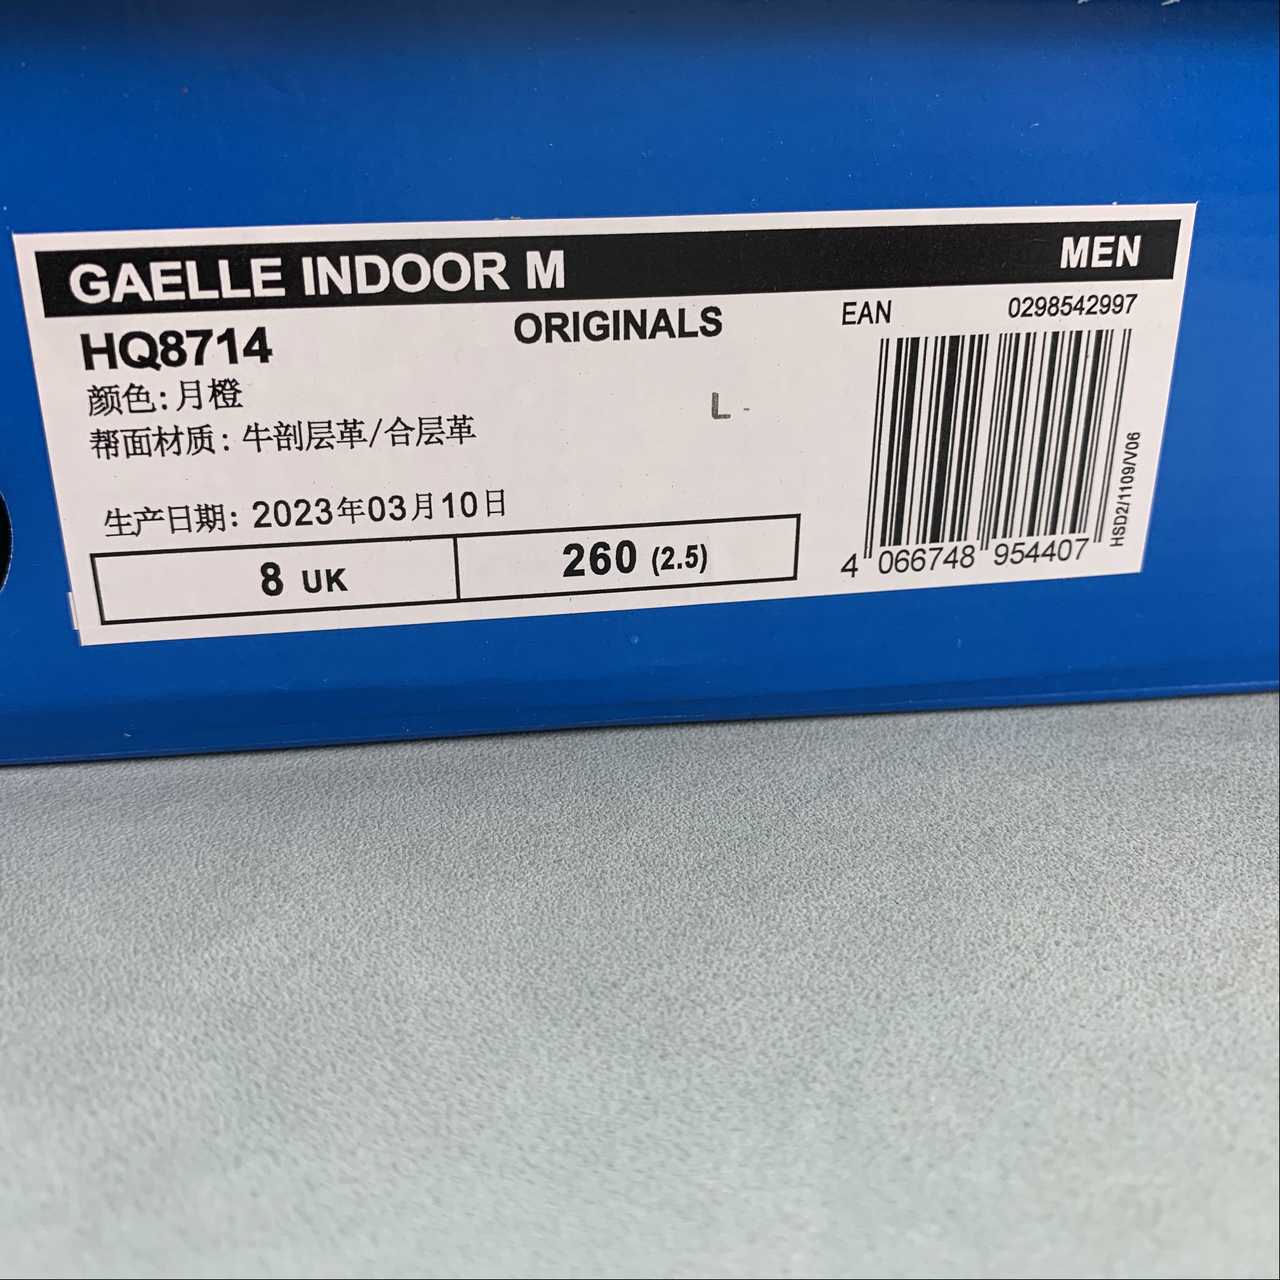 GAELLE INDOOR M
MEN
HQ8714
ORIGINALS
EAN
0298542997
颜色:月橙
L -
帮面材质: 牛剖层革/合层革
生产日期: 2023年03月10日
8 UK
260 (2.5)
4 066748 954407
HSD2/1109/V06